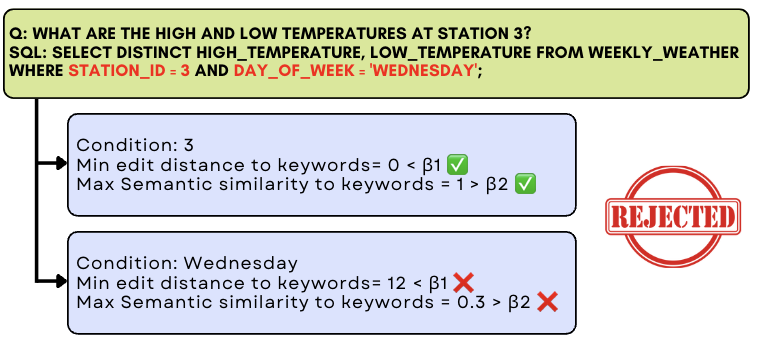 Q: WHAT ARE THE HIGH AND LOW TEMPERATURES AT STATION 3?
SQL: SELECT DISTINCT HIGH_TEMPERATURE, LOW_TEMPERATURE FROM WEEKLY_WEATHER
WHERE STATION_ID = 3 AND DAY_OF_WEEK = 'WEDNESDAY';
Condition: 3
Min edit distance to keywords= 0 < β1 ✅
Max Semantic similarity to keywords = 1 > β2 ✅
REJECTED
Condition: Wednesday
Min edit distance to keywords= 12 < β1 ❌
Max Semantic similarity to keywords = 0.3 > β2 ❌